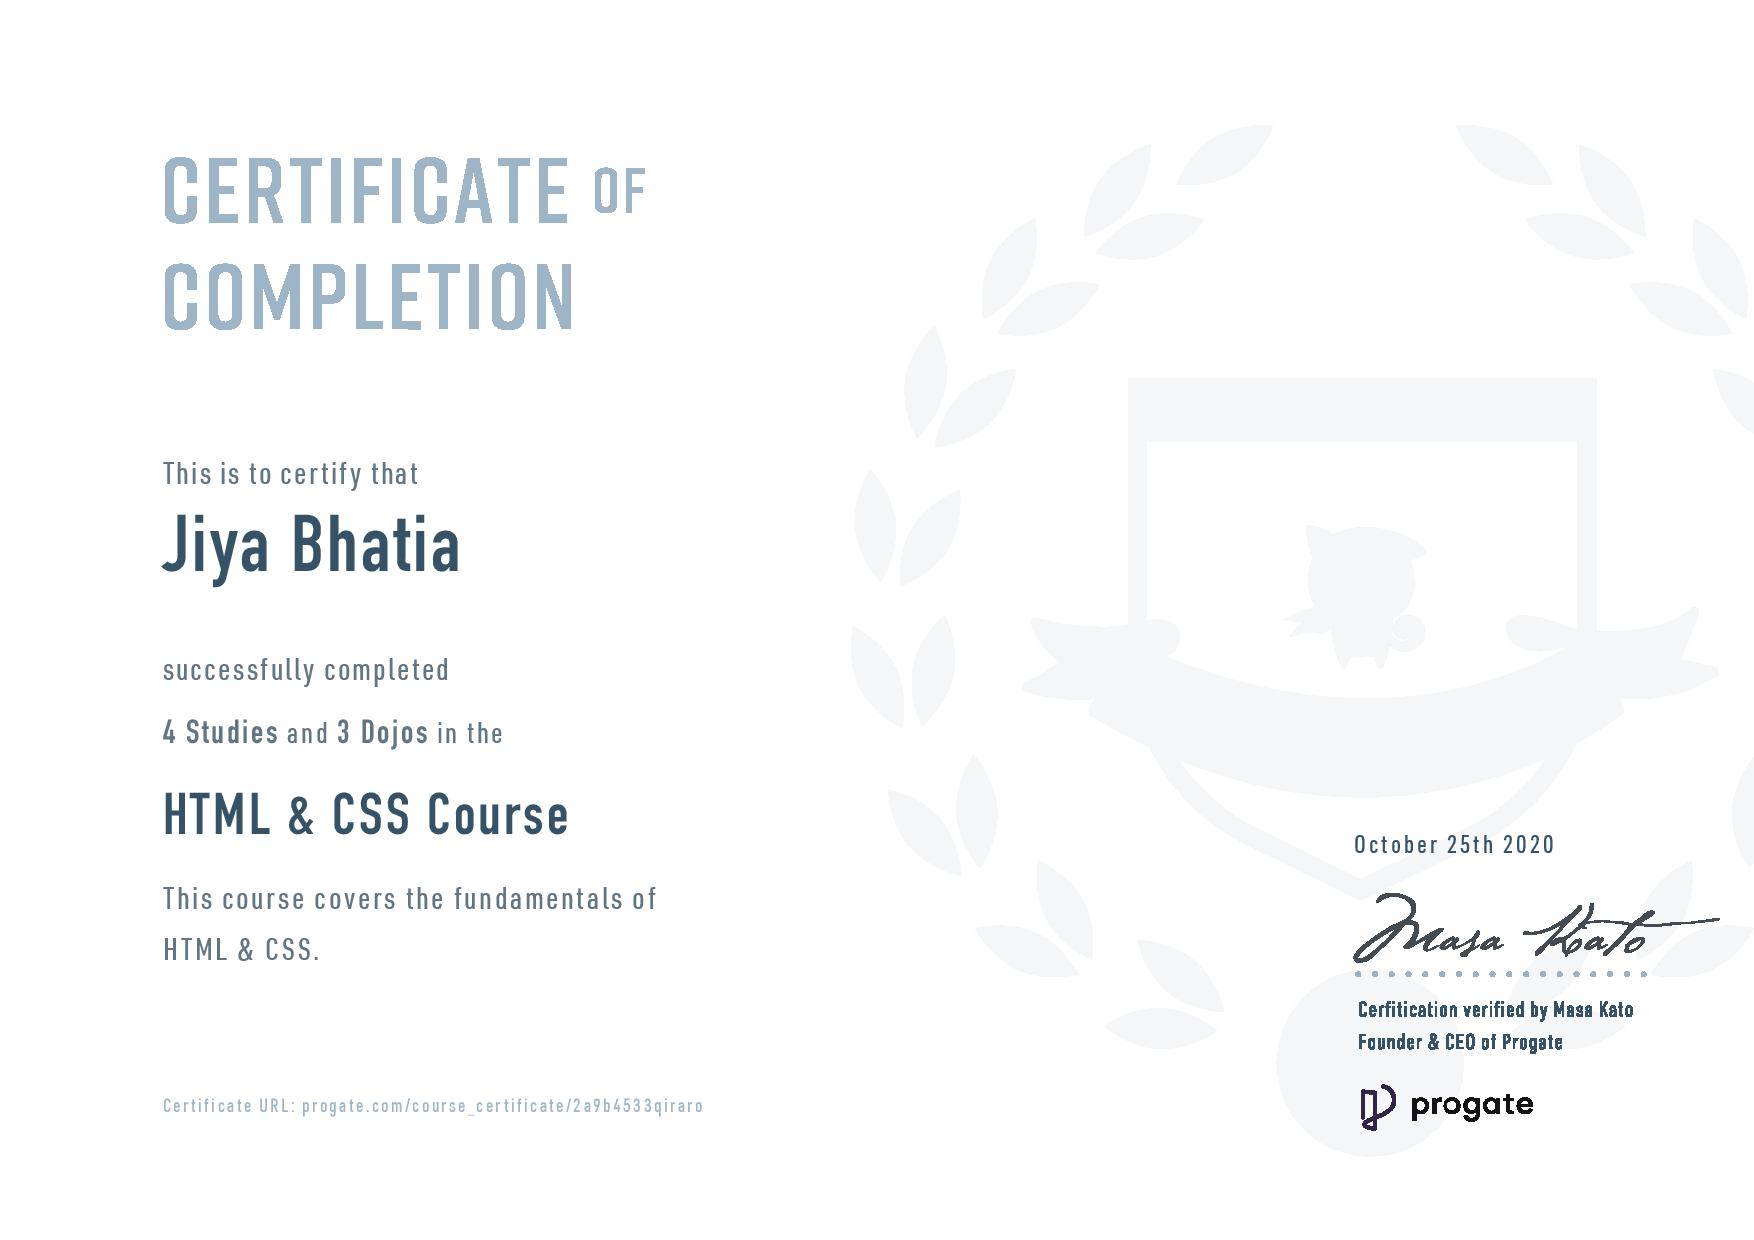 CERTIFICATE OF
COMPLETION
This is to certify that
Jiya Bhatia
successfully completed
4 Studies and 3 Dojos in the
HTML & CSS Course
This course covers the fundamentals of
HTML & CSS.
October 25th 2020
Masa Kato
Cerfitication verified by Masa Kato
Founder & CEO of Progate
progate
Certificate URL: progate.com/course_certificate/2a9b4533qiraro